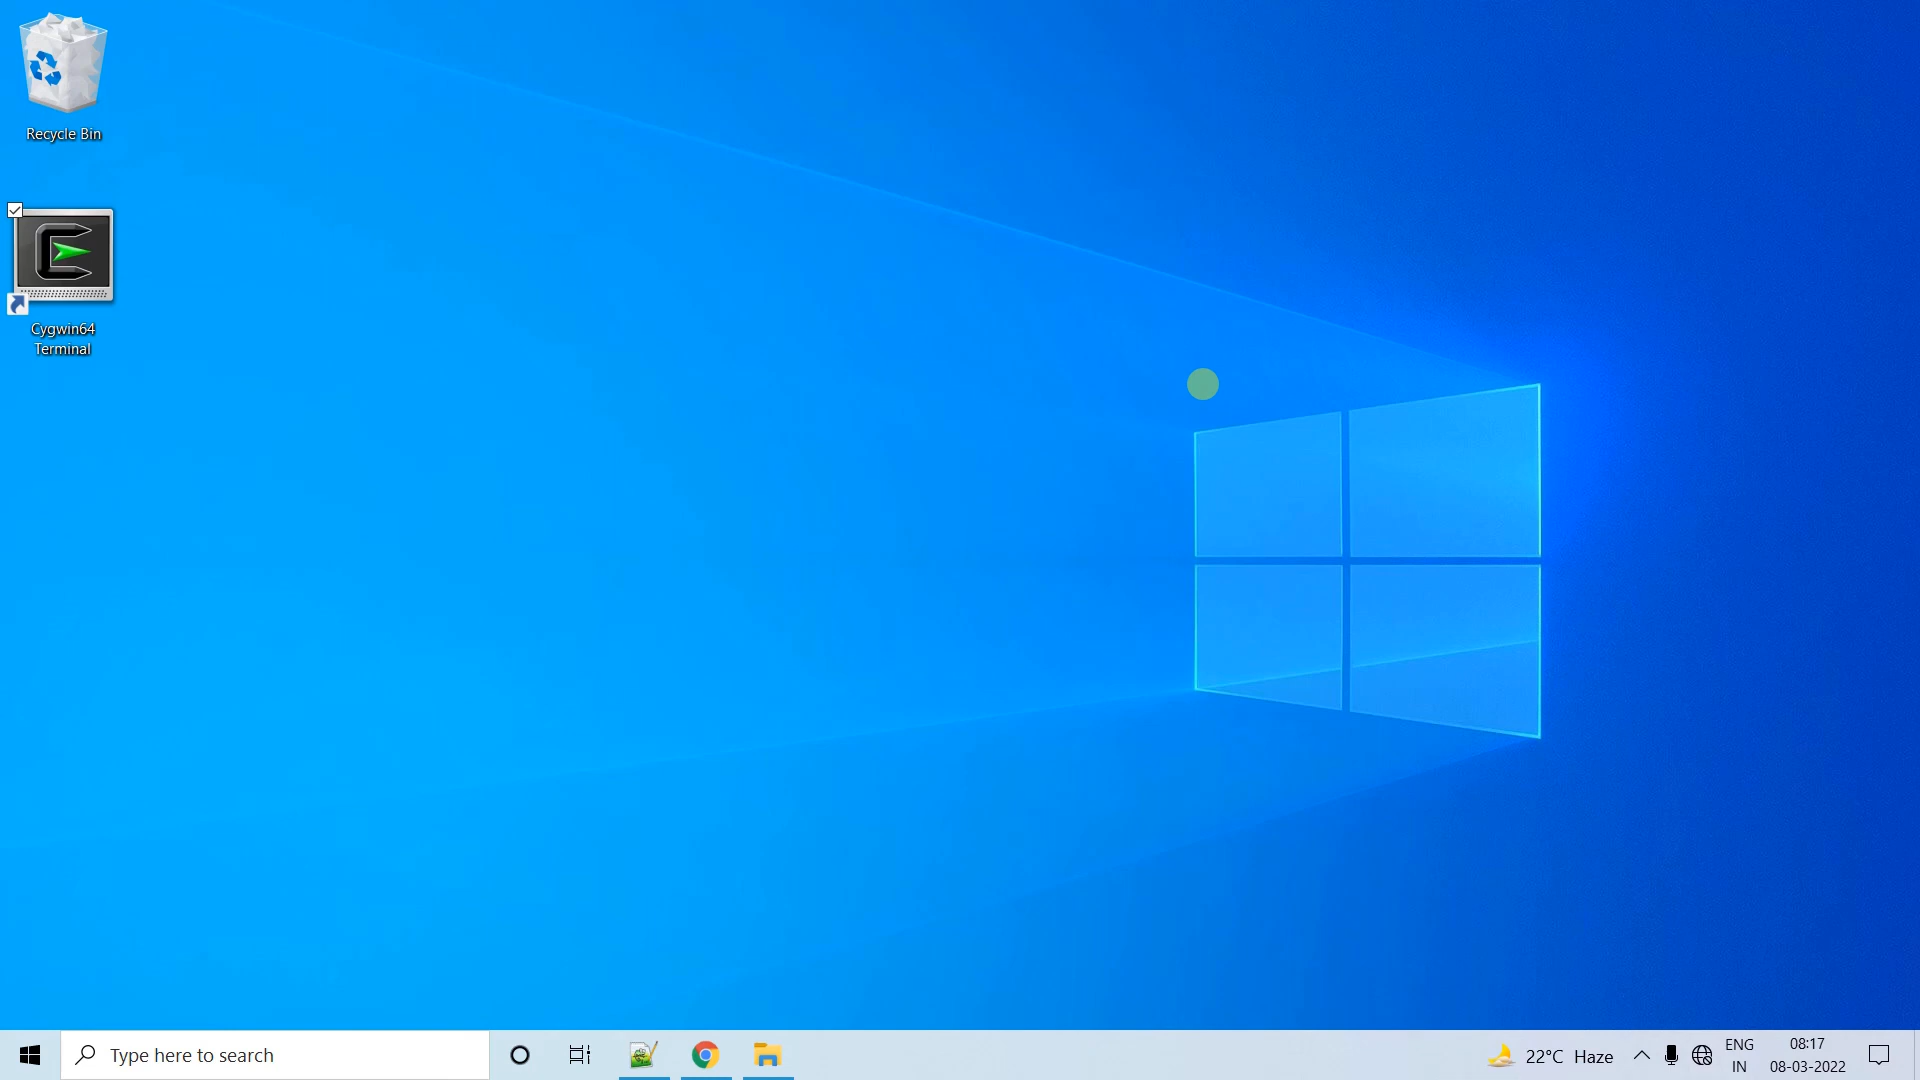 Recycle Bin
Cygwin64
Terminal
Type here to search
22°C Haze
ENG
IN
08:17
08-03-2022